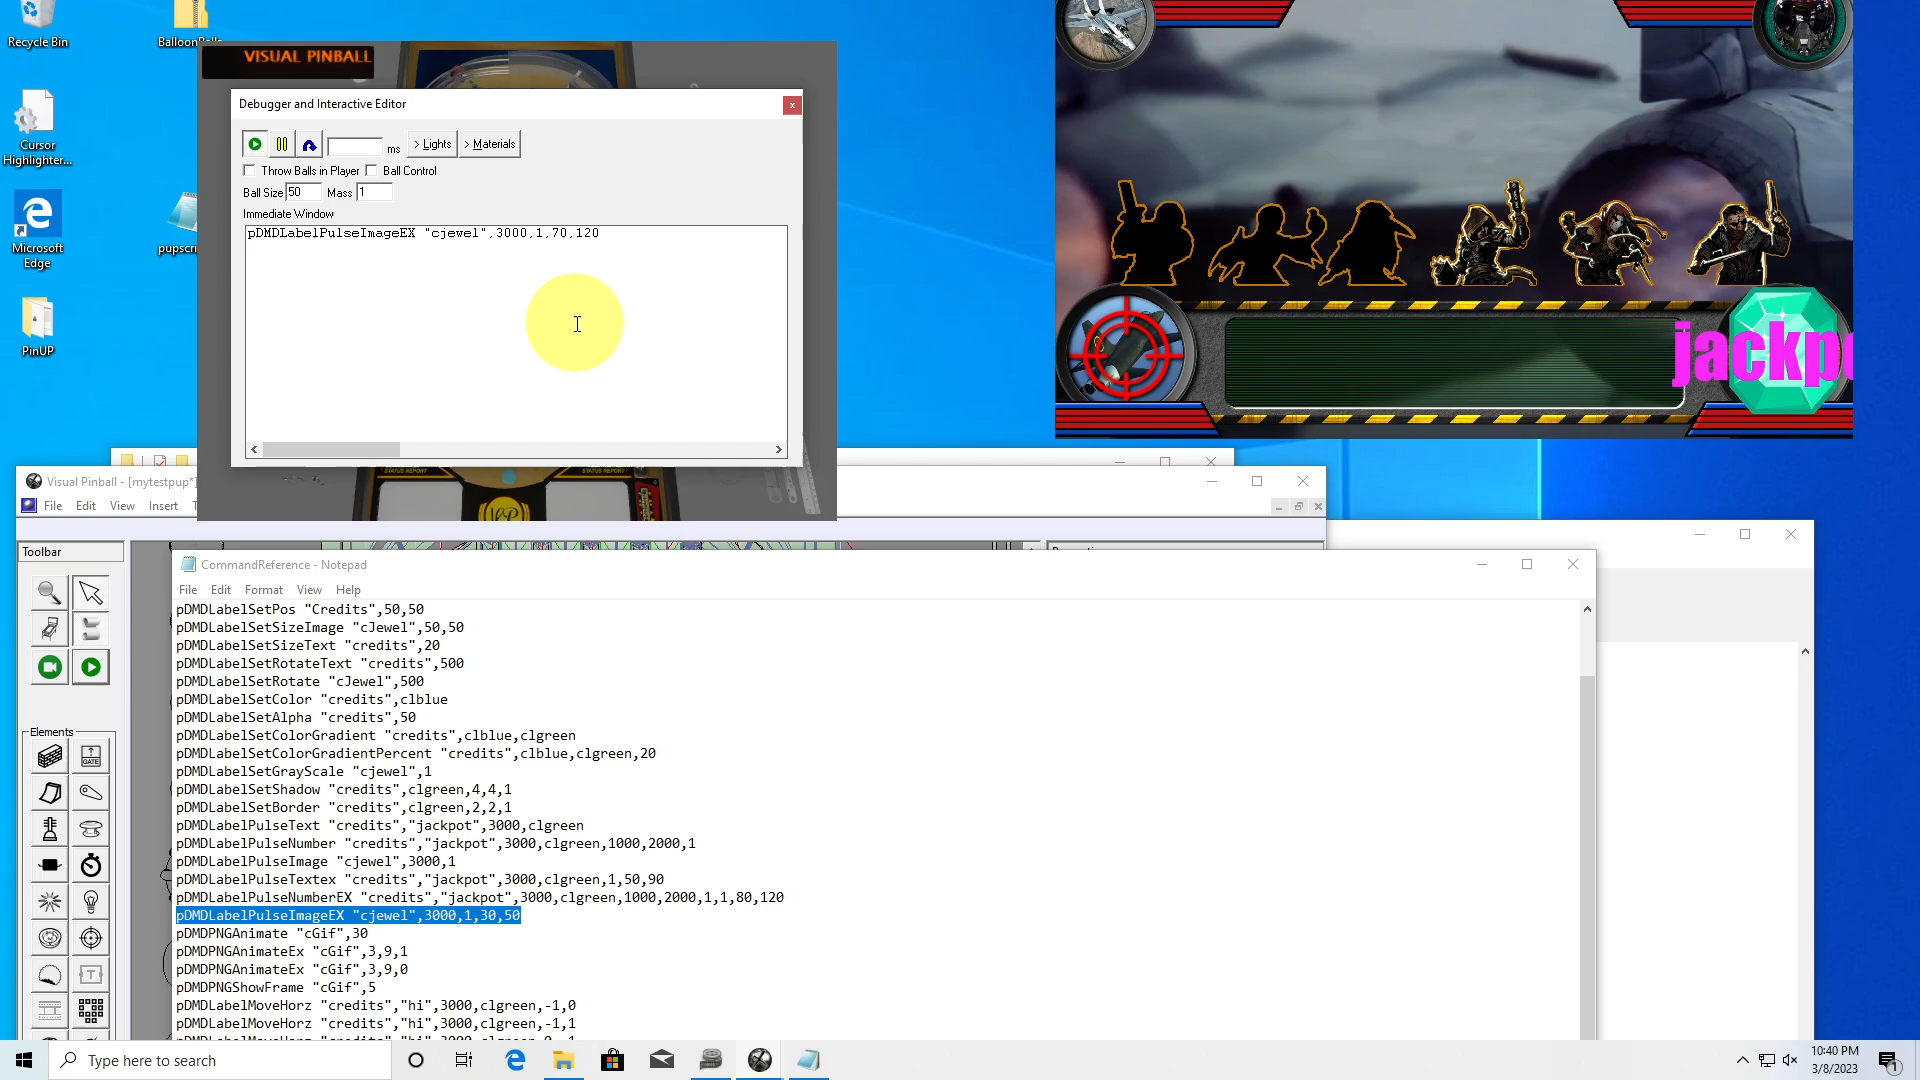 Recycle Bin
BalloonBalls
Cursor
Highlighter...
Microsoft
Edge
pupscri
PinUP
VISUAL PINBALL
Debugger and Interactive Editor
x
ms
> Lights
> Materials
Throw Balls in Player
Ball Control
Ball Size
50
Mass
1
Immediate Window
pDMDLabelPulseImageEX "cjewel",3000,1,70,120
STATUS REPORT
STATUS REPORT
jackpo
Visual Pinball - [mytestpup*]
File Edit View Insert T
Toolbar
Elements
GATE
T
CommandReference - Notepad
File Edit Format View Help
pDMDLabelSetPos "Credits",50,50
pDMDLabelSetSizeImage "cJewel",50,50
pDMDLabelSetSizeText "credits",20
pDMDLabelSetRotateText "credits",500
pDMDLabelSetRotate "cJewel",500
pDMDLabelSetColor "credits",clblue
pDMDLabelSetAlpha "credits",50
pDMDLabelSetColorGradient "credits",clblue,clgreen
pDMDLabelSetColorGradientPercent "credits",clblue,clgreen,20
pDMDLabelSetGrayScale "cjewel",1
pDMDLabelSetShadow "credits",clgreen,4,4,1
pDMDLabelSetBorder "credits",clgreen,2,2,1
pDMDLabelPulseText "credits","jackpot",3000,clgreen
pDMDLabelPulseNumber "credits","jackpot",3000,clgreen,1000,2000,1
pDMDLabelPulseImage "cjewel",3000,1
pDMDLabelPulseTextex "credits","jackpot",3000,clgreen,1,50,90
pDMDLabelPulseNumberEX "credits","jackpot",3000,clgreen,1000,2000,1,1,80,120
pDMDLabelPulseImageEX "cjewel",3000,1,30,50
pDMDPNGAnimate "cGif",30
pDMDPNGAnimateEx "cGif",3,9,1
pDMDPNGAnimateEx "cGif",3,9,0
pDMDPNGShowFrame "cGif",5
pDMDLabelMoveHorz "credits","hi",3000,clgreen,-1,0
pDMDLabelMoveHorz "credits","hi",3000,clgreen,-1,1
Type here to search
10:40 PM
3/8/2023
1